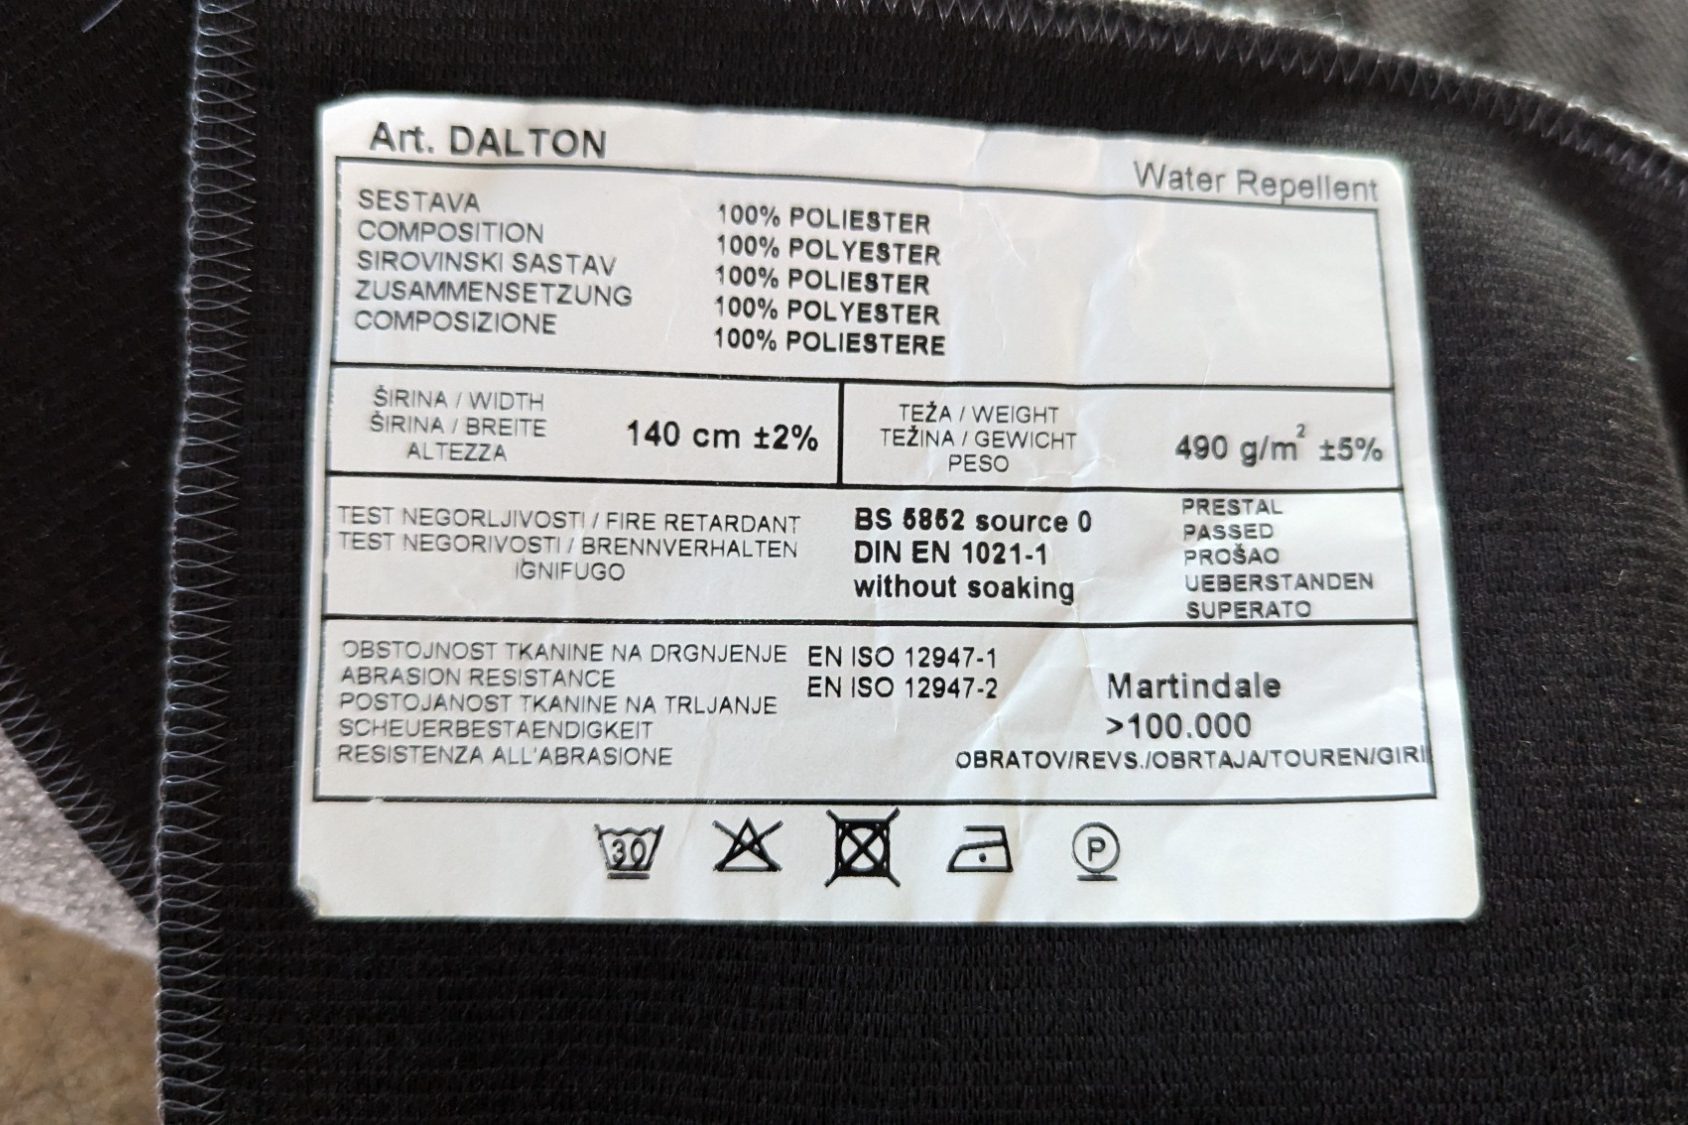 Art. DALTON
Water Repellent
SESTAVA 100% POLIESTER
COMPOSITION 100% POLYESTER
SIROVINSKI SASTAV 100% POLIESTER
ZUSAMMENSETZUNG 100% POLYESTER
COMPOSIZIONE 100% POLIESTERE
ŠIRINA / WIDTH
ŠIRINA / BREITE
ALTEZZA
140 cm ±2%
TEŽA / WEIGHT
TEŽINA / GEWICHT
PESO
490 g/m² ±5%
TEST NEGORLJIVOSTI / FIRE RETARDANT
TEST NEGORIVOSTI / BRENNVERHALTEN
IGNIFUGO
BS 5852 source 0
DIN EN 1021-1
without soaking
PRESTAL
PASSED
PROŠAO
UEBERSTANDEN
SUPERATO
OBSTOJNOST TKANINE NA DRGNJENJE
ABRASION RESISTANCE
POSTOJANOST TKANINE NA TRLJANJE
SCHEUERBESTAENDIGKEIT
RESISTENZA ALL'ABRASIONE
EN ISO 12947-1
EN ISO 12947-2
Martindale
>100.000
OBRATOV/REVS./OBRTAJA/TOUREN/GIRI
30
P